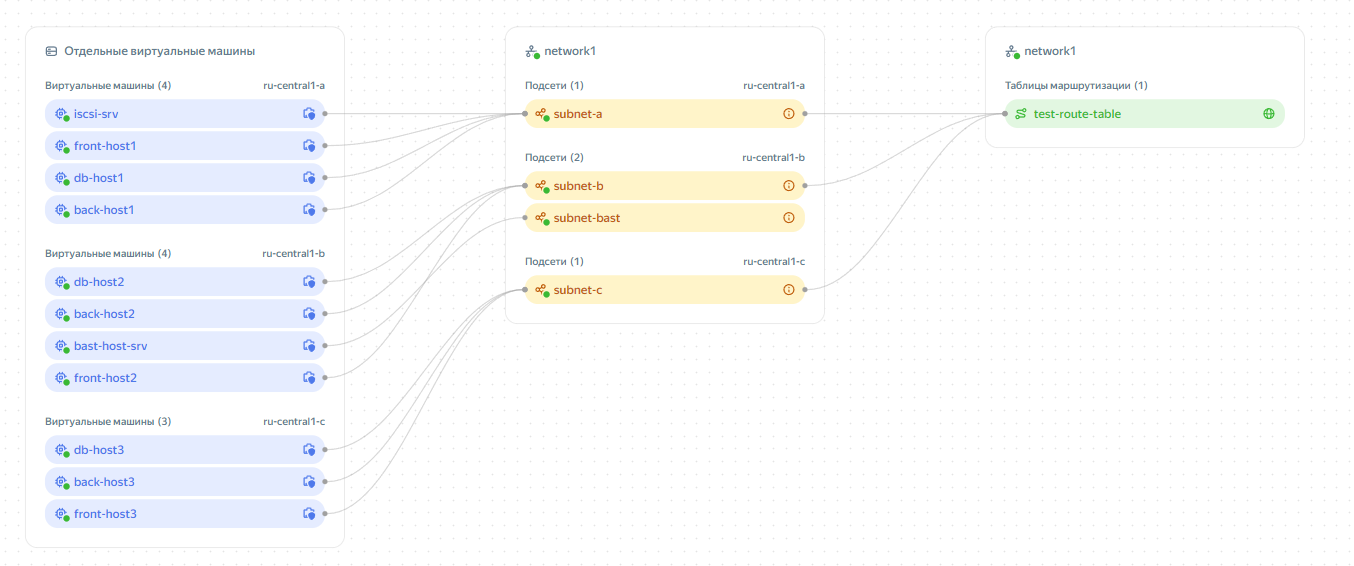 Отдельные виртуальные машины
Виртуальные машины (4) ru-central1-a
iscsi-srv
front-host1
db-host1
back-host1
Виртуальные машины (4) ru-central1-b
db-host2
back-host2
bast-host-srv
front-host2
Виртуальные машины (3) ru-central1-c
db-host3
back-host3
front-host3
network1
Подсети (1) ru-central1-a
subnet-a
Подсети (2) ru-central1-b
subnet-b
subnet-bast
Подсети (1) ru-central1-c
subnet-c
network1
Таблицы маршрутизации (1)
test-route-table